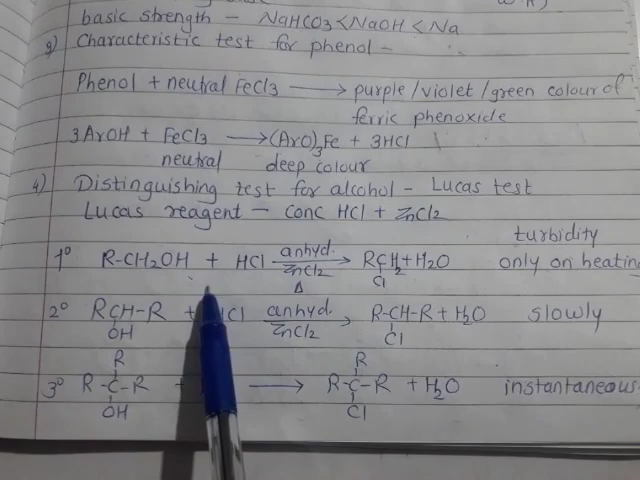 basic strength – NaHCO3 < NaOH < Na
3) Characteristic test for phenol –
Phenol + neutral FeCl3 ⟶ purple/violet/green colour of
ferric phenoxide
3ArOH + FeCl3 ⟶ (ArO)3Fe + 3HCl
neutral deep colour
4) Distinguishing test for alcohol – Lucas test
Lucas reagent – conc HCl + ZnCl2
turbidity
1° R-CH2OH + HCl anhyd. ZnCl2 Δ ⟶ RCH2 + H2O only on heating
Cl
2° RCH-R + HCl anhyd. ZnCl2 ⟶ R-CH-R + H2O slowly
OH Cl
R R
3° R-C-R + ⟶ R-C-R + H2O instantaneous
OH Cl